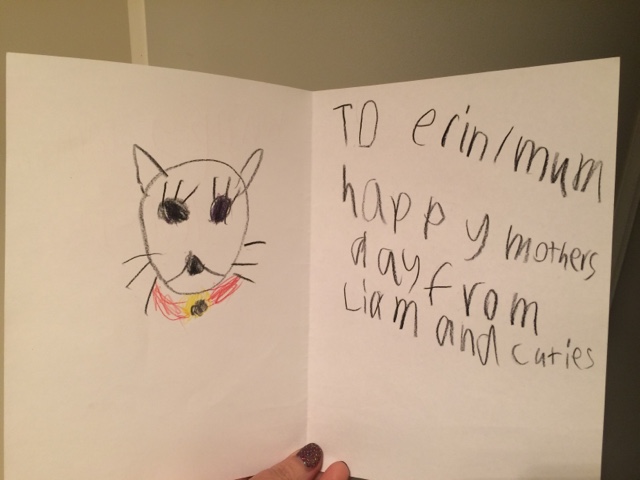 TO erin/mum
happy mothers
day from
Liam and cuties